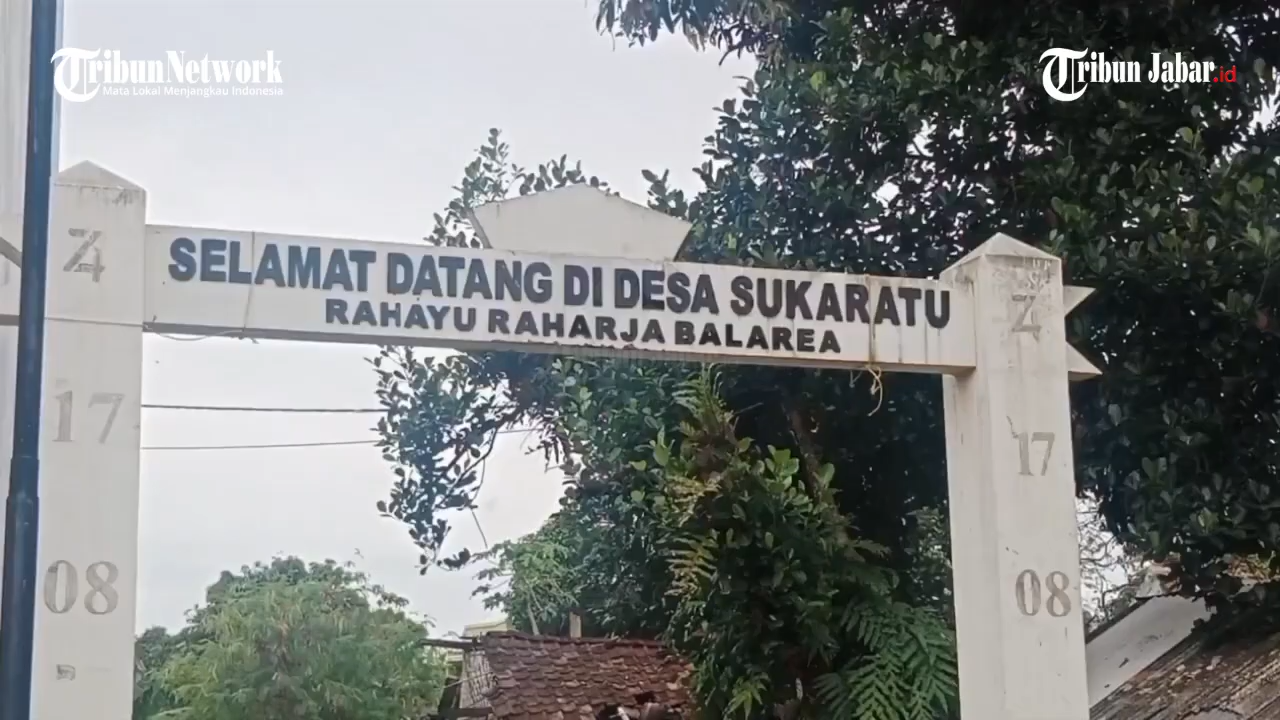 TribunNetwork
Mata Lokal Menjangkau Indonesia
Tribun Jabar.id
SELAMAT DATANG DI DESA SUKARATU
RAHAYU RAHARJA BALAREA
17
08
17
08